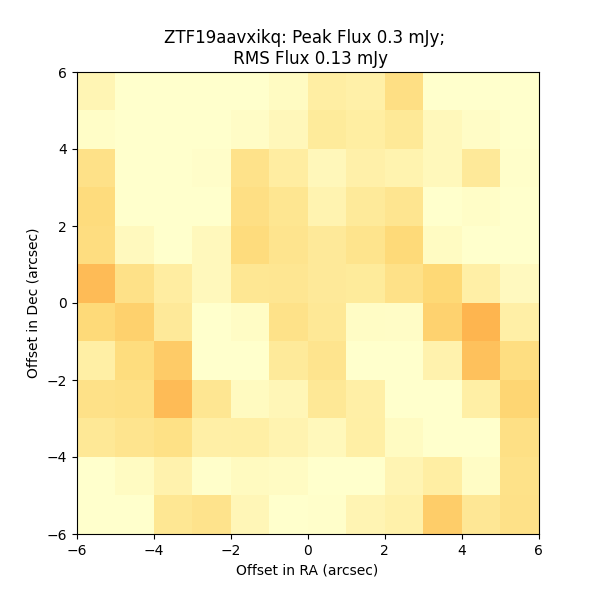 ZTF19aavxikq: Peak Flux 0.3 mJy;
RMS Flux 0.13 mJy
6
4
2
0
−2
−4
−6
Offset in Dec (arcsec)
−6 −4 −2 0 2 4 6
Offset in RA (arcsec)